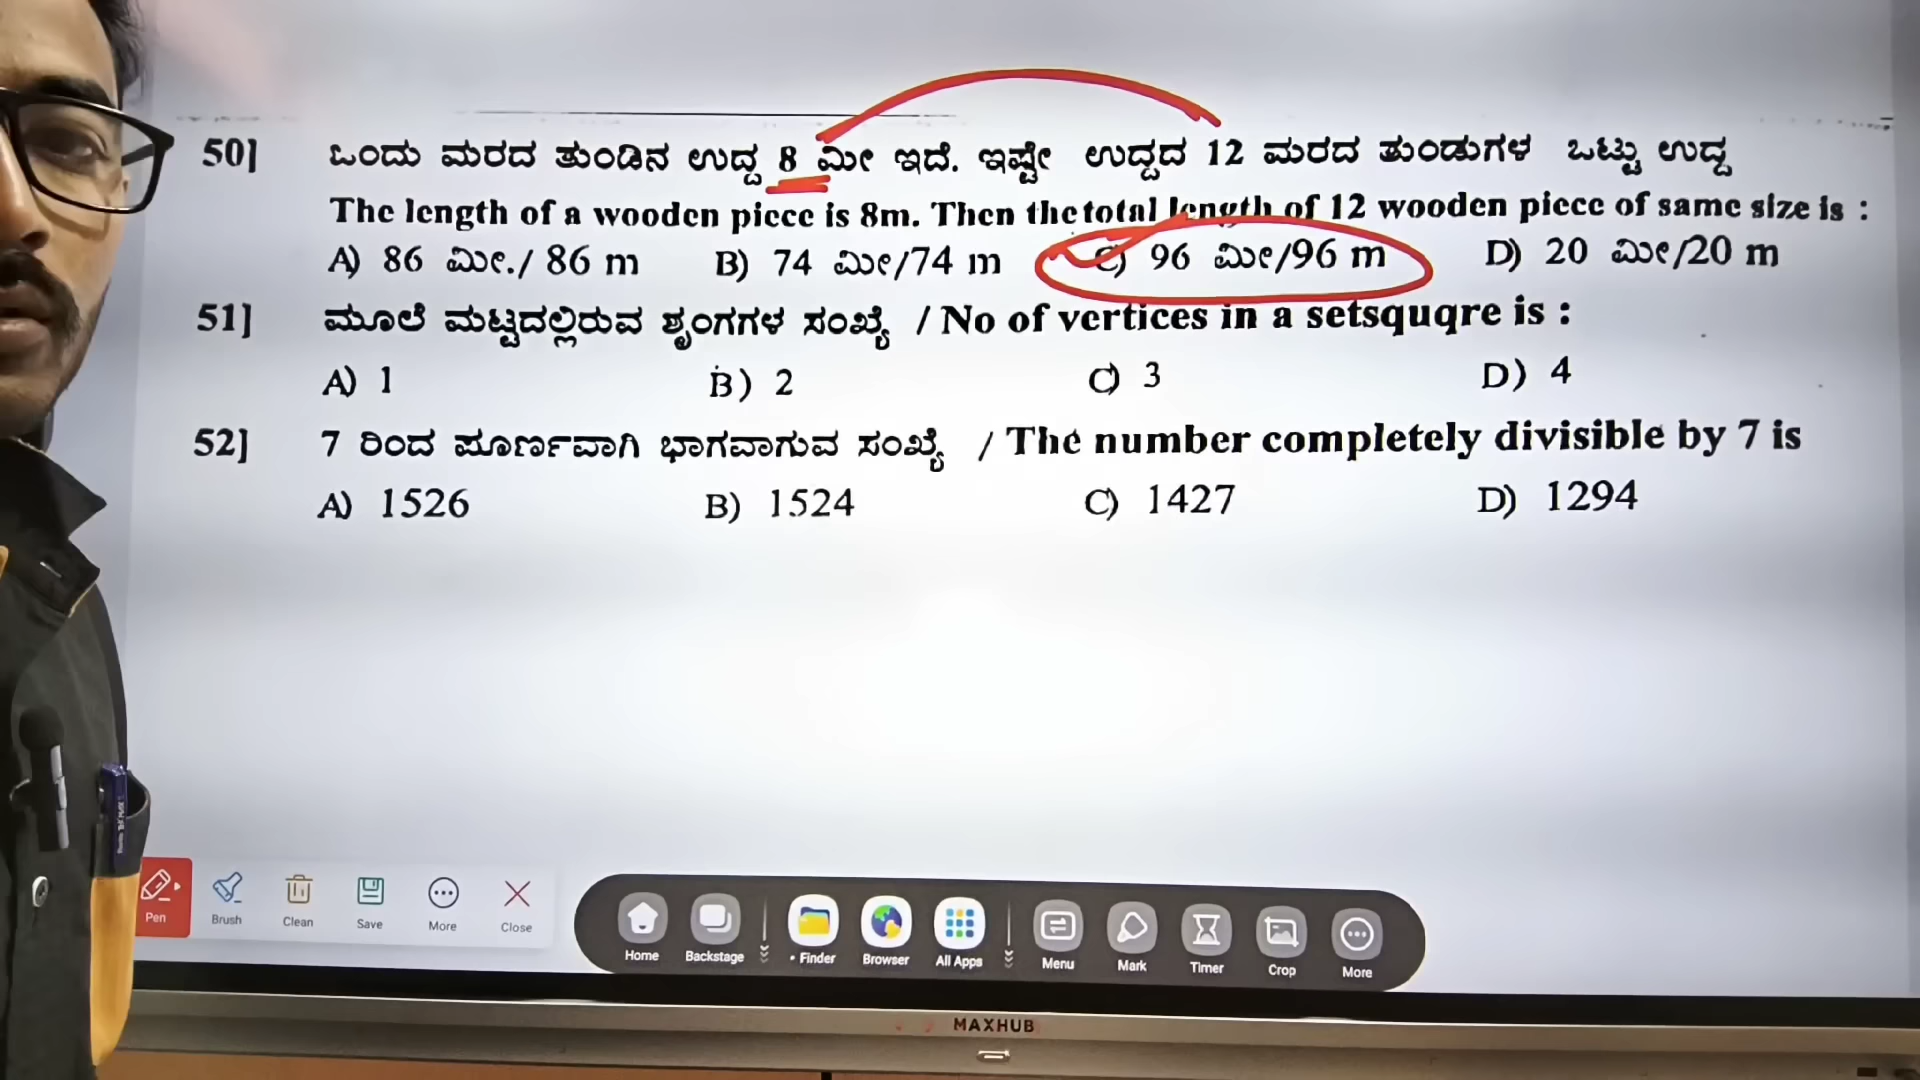 50] ಒಂದು ಮರದ ತುಂಡಿನ ಉದ್ದ 8 ಮೀ ಇದೆ. ಇಷ್ಟೇ ಉದ್ದದ 12 ಮರದ ತುಂಡುಗಳ ಒಟ್ಟು ಉದ್ದ
The length of a wooden piece is 8m. Then the total length of 12 wooden piece of same size is :
A) 86 ಮೀ./ 86 m B) 74 ಮೀ/74 m C) 96 ಮೀ/96 m D) 20 ಮೀ/20 m
51] ಮೂಲೆ ಮಟ್ಟದಲ್ಲಿರುವ ಶೃಂಗಗಳ ಸಂಖ್ಯೆ / No of vertices in a setsquqre is :
A) 1 B) 2 C) 3 D) 4
52] 7 ರಿಂದ ಪೂರ್ಣವಾಗಿ ಭಾಗವಾಗುವ ಸಂಖ್ಯೆ / The number completely divisible by 7 is
A) 1526 B) 1524 C) 1427 D) 1294
Pen Brush Clean Save More Close
Home Backstage • Finder Browser All Apps Menu Mark Timer Crop More
MAXHUB